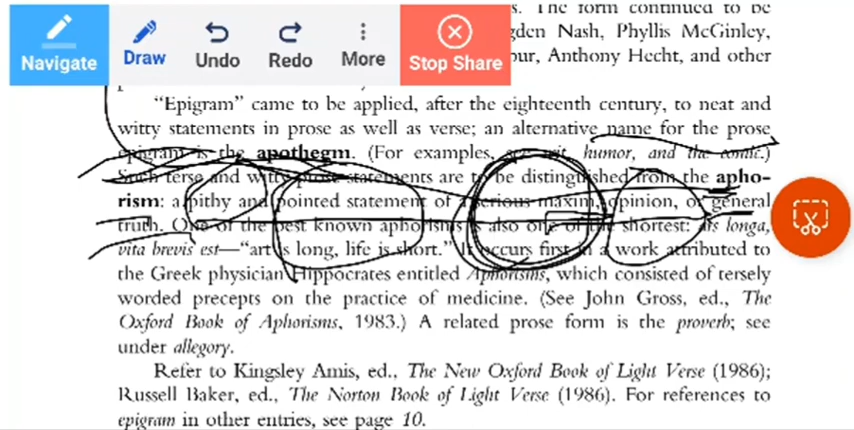 Navigate
Draw
Undo
Redo
More
Stop Share
s. The form continued to be
gden Nash, Phyllis McGinley,
our, Anthony Hecht, and other
“Epigram” came to be applied, after the eighteenth century, to neat and
witty statements in prose as well as verse; an alternative name for the prose
epigram is the apothegm. (For examples, see wit, humor, and the comic.)
Such terse and witty prose statements are to be distinguished from the apho-
rism: a pithy and pointed statement of a serious maxim, opinion, or general
truth. One of the best known aphorisms is also one of the shortest: ars longa,
vita brevis est—“art is long, life is short.” It occurs first in a work attributed to
the Greek physician Hippocrates entitled Aphorisms, which consisted of tersely
worded precepts on the practice of medicine. (See John Gross, ed., The
Oxford Book of Aphorisms, 1983.) A related prose form is the proverb; see
under allegory.
Refer to Kingsley Amis, ed., The New Oxford Book of Light Verse (1986);
Russell Baker, ed., The Norton Book of Light Verse (1986). For references to
epigram in other entries, see page 10.